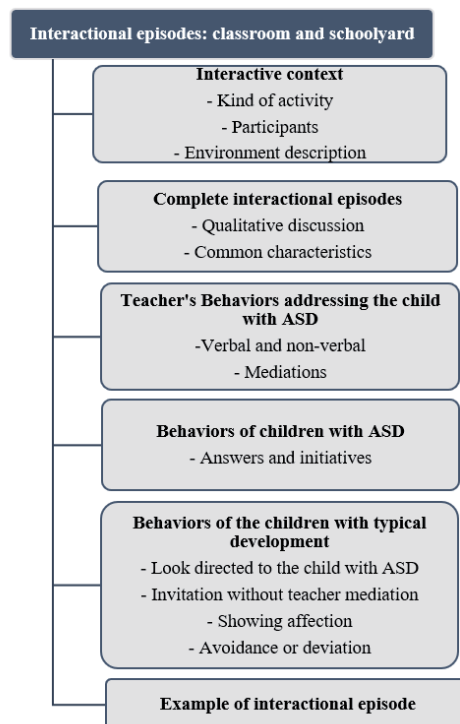 Interactional episodes: classroom and schoolyard
Interactive context
- Kind of activity
- Participants
- Environment description
Complete interactional episodes
- Qualitative discussion
- Common characteristics
Teacher's Behaviors addressing the child
with ASD
-Verbal and non-verbal
- Mediations
Behaviors of children with ASD
- Answers and initiatives
Behaviors of the children with typical
development
- Look directed to the child with ASD
- Invitation without teacher mediation
- Showing affection
- Avoidance or deviation
Example of interactional episode